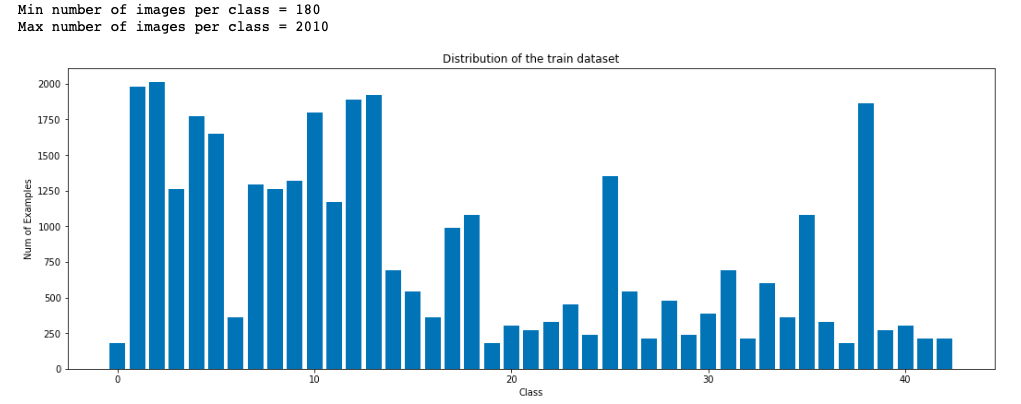 Min number of images per class = 180
Max number of images per class = 2010
Distribution of the train dataset
2000
1750
1500
1250
1000
750
500
250
0
Num of Examples
0 10 20 30 40
Class